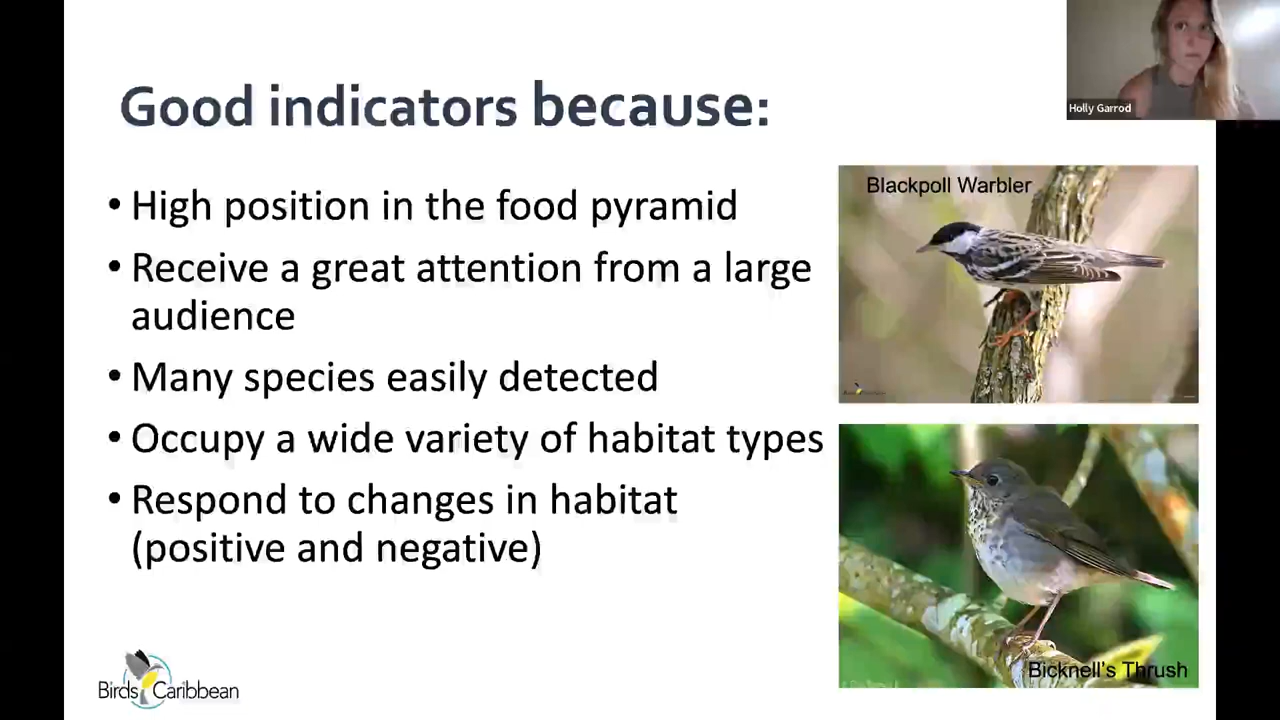 Holly Garrod
Good indicators because:
• High position in the food pyramid
• Receive a great attention from a large
audience
• Many species easily detected
• Occupy a wide variety of habitat types
• Respond to changes in habitat
(positive and negative)
Blackpoll Warbler
Bicknell's Thrush
Birds Caribbean